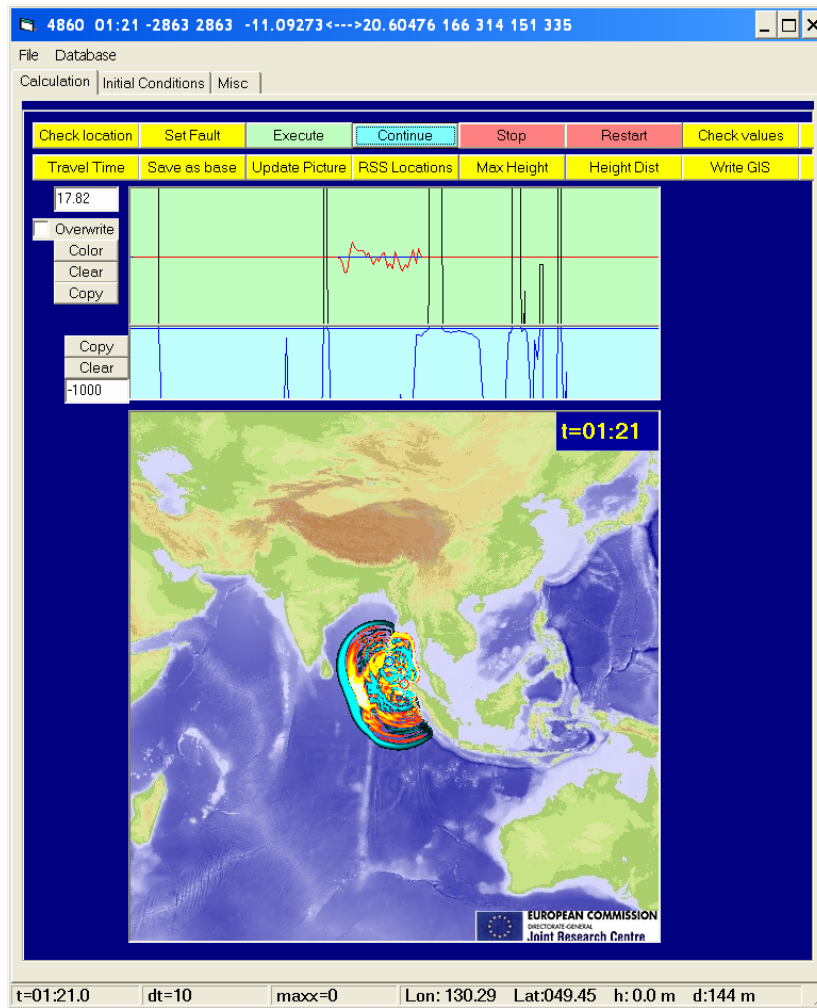 4860 01:21 -2863 2863 -11.09273<--->20.60476 166 314 151 335
File Database
Calculation Initial Conditions Misc
Check location Set Fault Execute Continue Stop Restart Check values
Travel Time Save as base Update Picture RSS Locations Max Height Height Dist Write GIS
17.82
Overwrite
Color
Clear
Copy
Copy
Clear
-1000
t=01:21
EUROPEAN COMMISSION
DIRECTORATE-GENERAL
Joint Research Centre
t=01:21.0 dt=10 maxx=0 Lon: 130.29 Lat:049.45 h: 0.0 m d:144 m